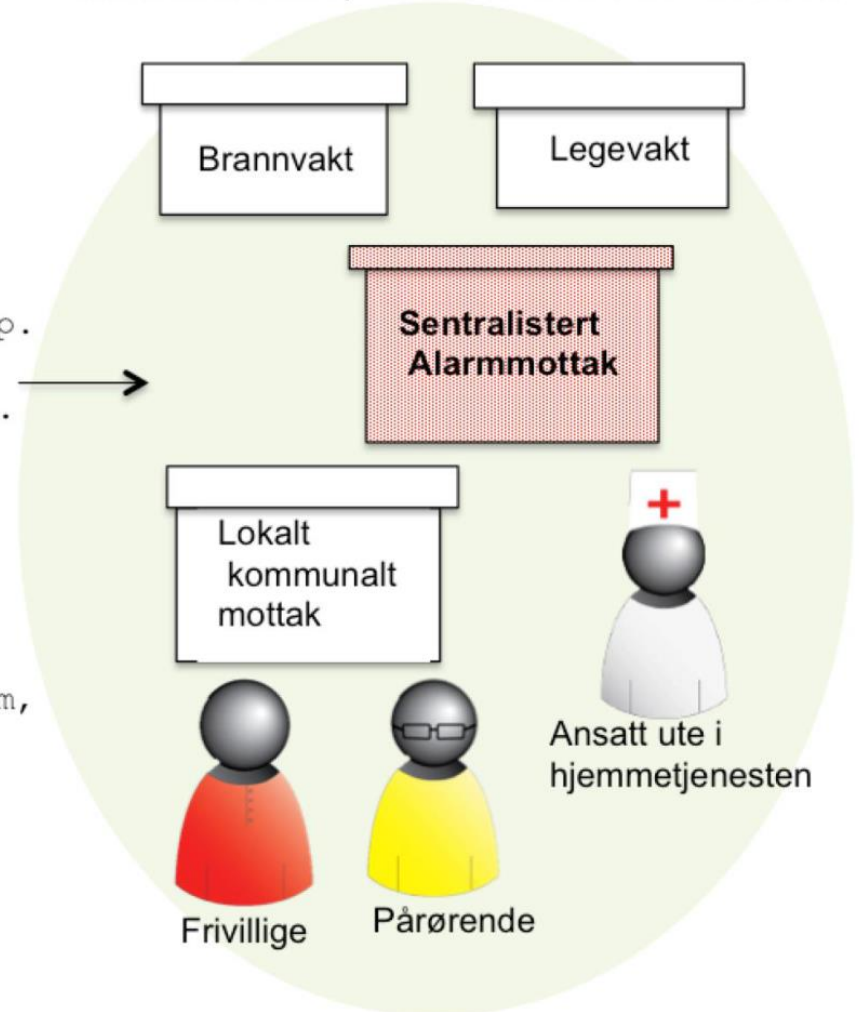 Brannvakt
Legevakt
Sentralistert
Alarmmottak
Lokalt
kommunalt
mottak
Ansatt ute i
hjemmetjenesten
Frivillige
Pårørende